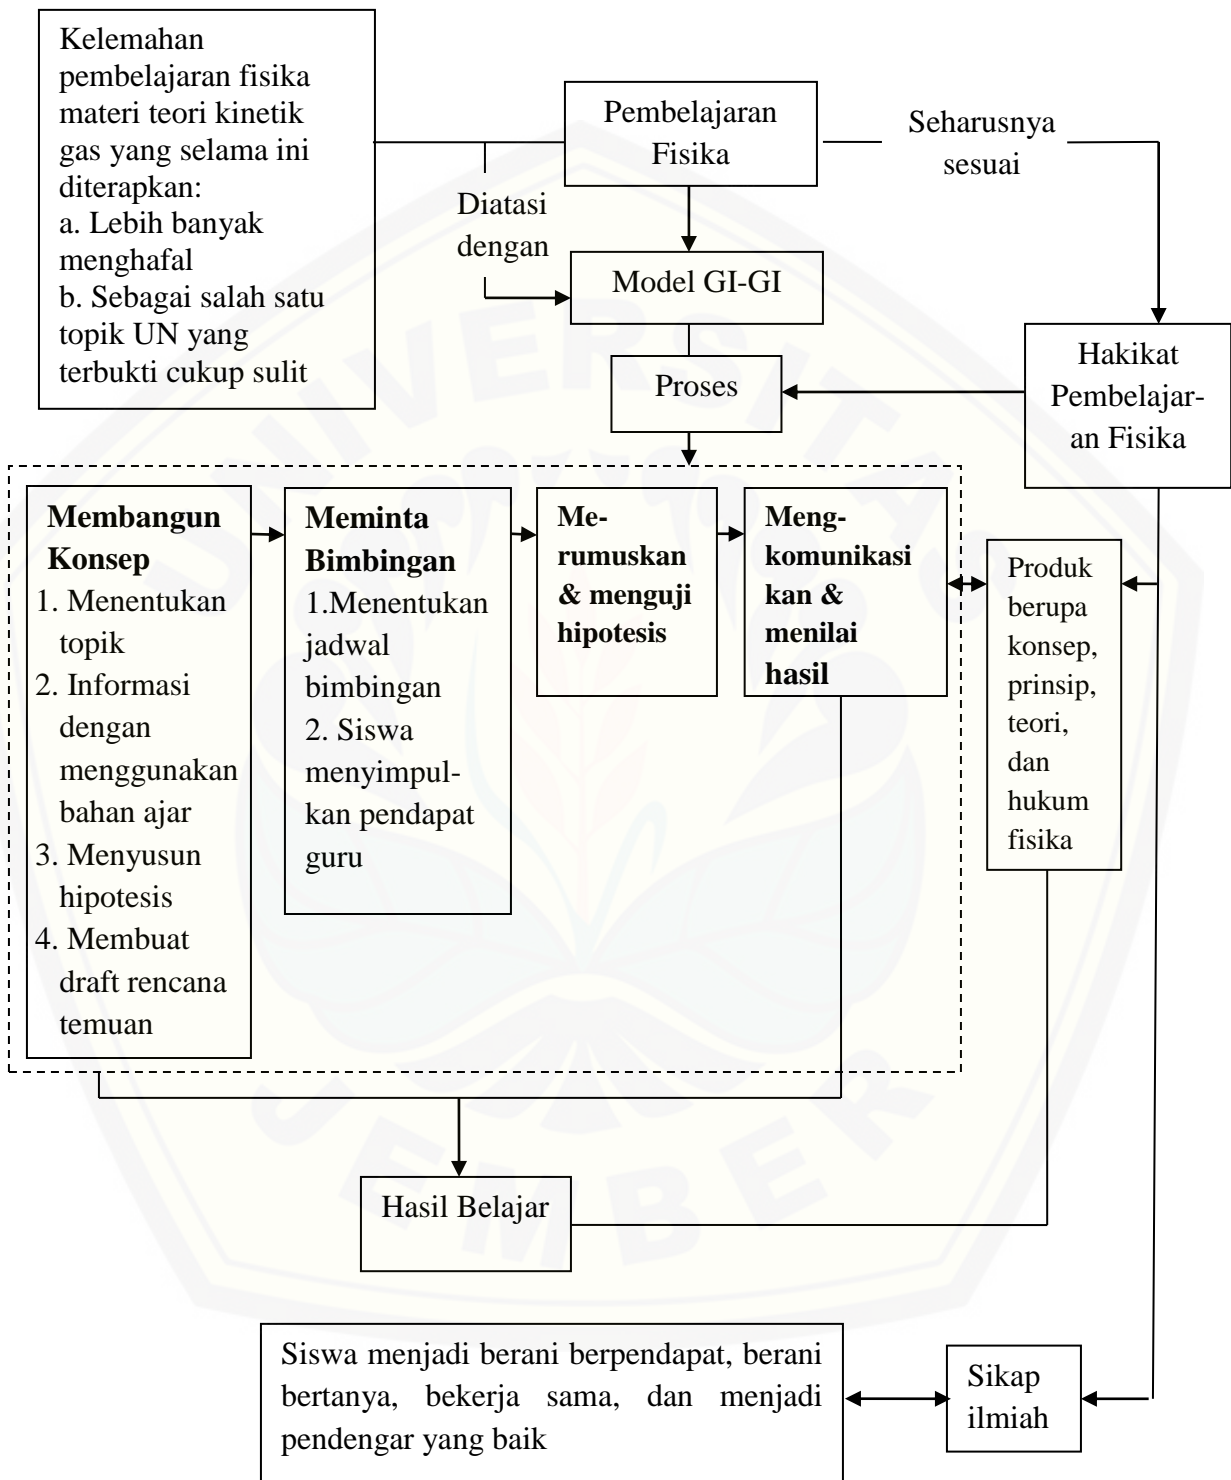 Kelemahan
pembelajaran fisika
materi teori kinetik
gas yang selama ini
diterapkan:
a. Lebih banyak
menghafal
b. Sebagai salah satu
topik UN yang
terbukti cukup sulit
Pembelajaran
Fisika
Seharusnya
sesuai
Diatasi
dengan
Model GI-GI
Proses
Hakikat
Pembelajar-
an Fisika
Membangun
Konsep
1. Menentukan
topik
2. Informasi
dengan
menggunakan
bahan ajar
3. Menyusun
hipotesis
4. Membuat
draft rencana
temuan
Meminta
Bimbingan
1.Menentukan
jadwal
bimbingan
2. Siswa
menyimpul-
kan pendapat
guru
Me-
rumuskan
& menguji
hipotesis
Meng-
komunikasi
kan &
menilai
hasil
Produk
berupa
konsep,
prinsip,
teori,
dan
hukum
fisika
Hasil Belajar
Siswa menjadi berani berpendapat, berani
bertanya, bekerja sama, dan menjadi
pendengar yang baik
Sikap
ilmiah
UNIVERSITAS
JEMBER